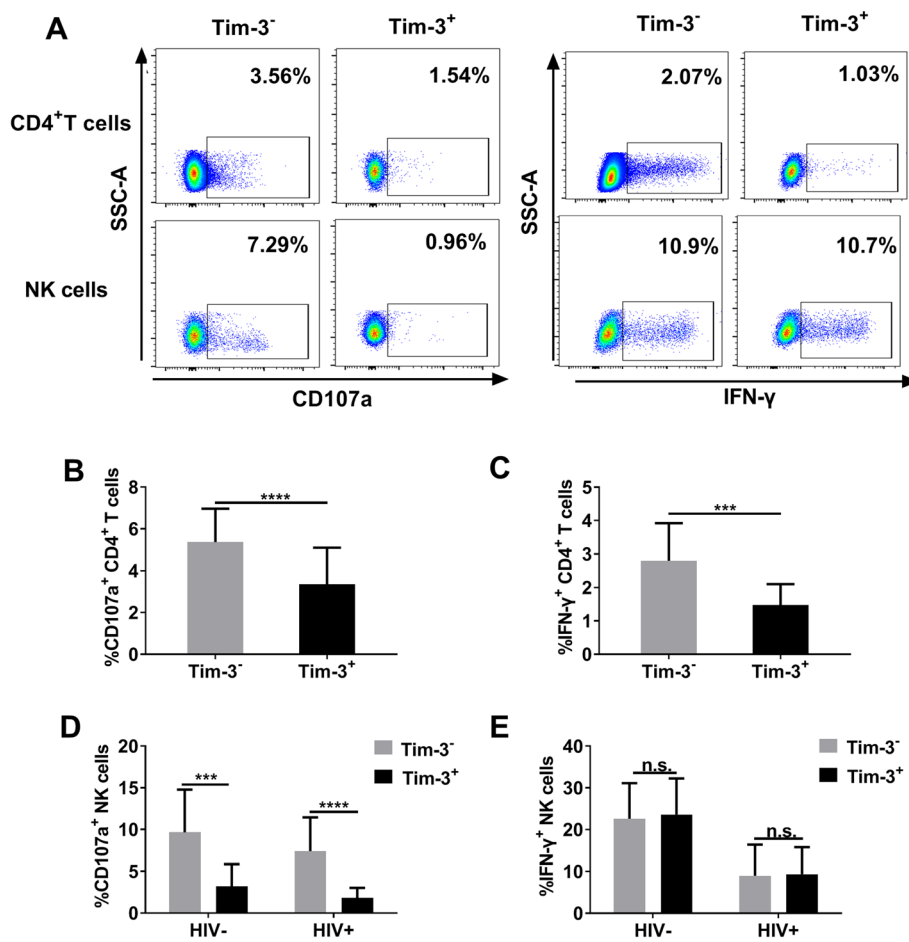 A
Tim-3⁻ Tim-3⁺ Tim-3⁻ Tim-3⁺
CD4⁺T cells
3.56% 1.54% 2.07% 1.03%
SSC-A SSC-A
NK cells
7.29% 0.96% 10.9% 10.7%
CD107a IFN-γ
B
%CD107a⁺ CD4⁺ T cells
8
6
4
2
0
****
Tim-3⁻ Tim-3⁺
C
%IFN-γ⁺ CD4⁺ T cells
5
4
3
2
1
0
***
Tim-3⁻ Tim-3⁺
D
%CD107a⁺ NK cells
20
15
10
5
0
***
****
Tim-3⁻
Tim-3⁺
HIV- HIV+
E
%IFN-γ⁺ NK cells
40
30
20
10
0
n.s.
n.s.
Tim-3⁻
Tim-3⁺
HIV- HIV+